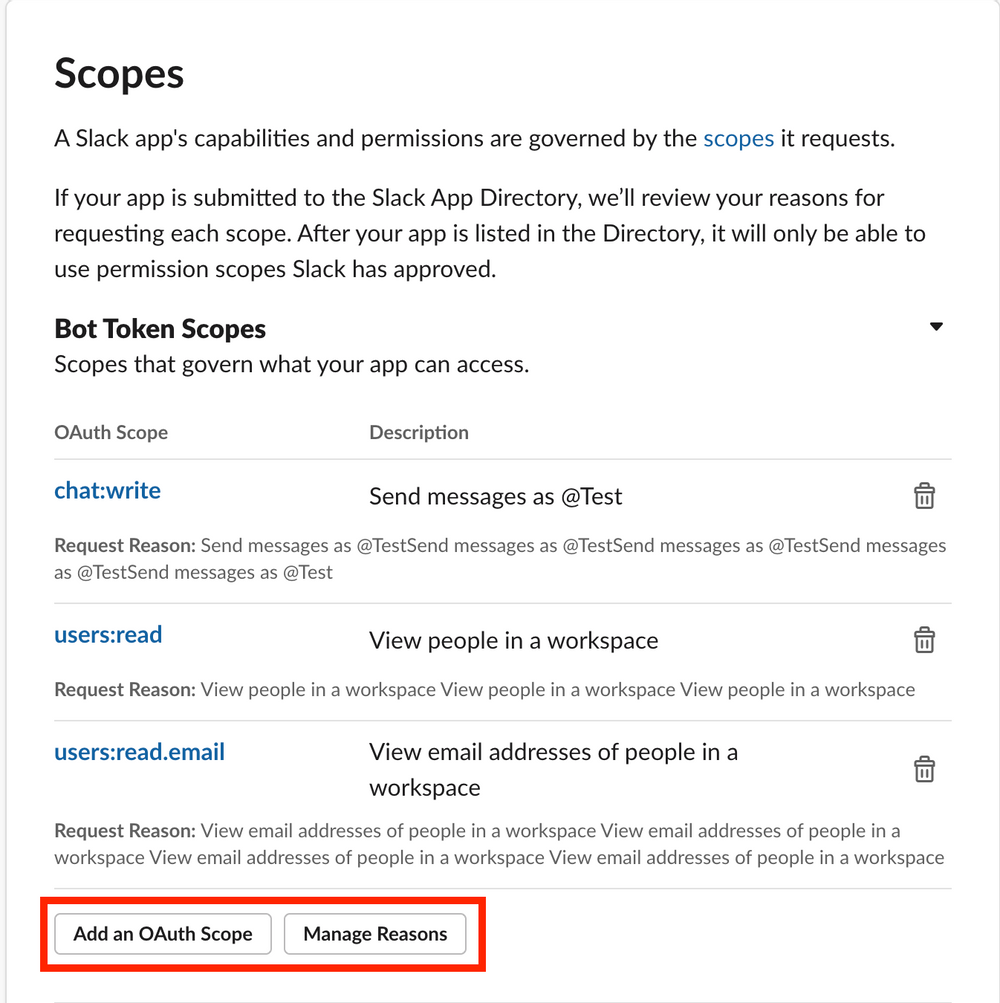 Scopes
A Slack app's capabilities and permissions are governed by the scopes it requests.
If your app is submitted to the Slack App Directory, we’ll review your reasons for
requesting each scope. After your app is listed in the Directory, it will only be able to
use permission scopes Slack has approved.
Bot Token Scopes
Scopes that govern what your app can access.
OAuth Scope Description
chat:write Send messages as @Test
Request Reason: Send messages as @TestSend messages as @TestSend messages as @TestSend messages
as @TestSend messages as @Test
users:read View people in a workspace
Request Reason: View people in a workspace View people in a workspace View people in a workspace
users:read.email View email addresses of people in a
workspace
Request Reason: View email addresses of people in a workspace View email addresses of people in a
workspace View email addresses of people in a workspace View email addresses of people in a workspace
Add an OAuth Scope Manage Reasons